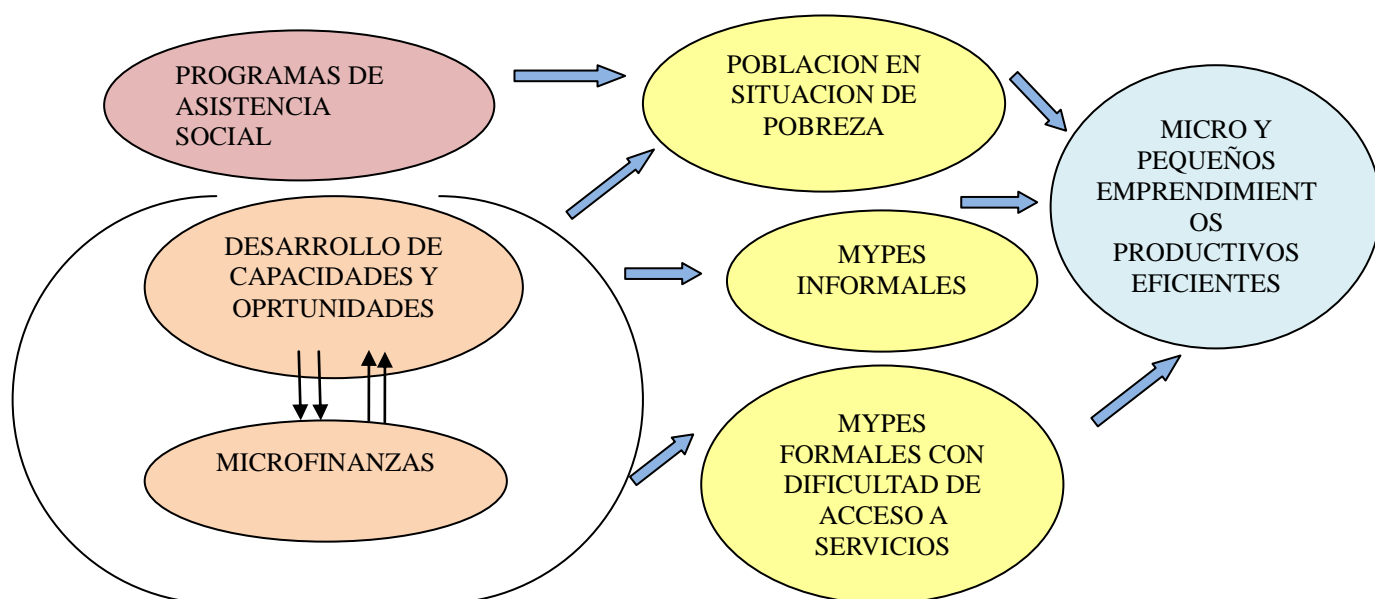 PROGRAMAS DE
ASISTENCIA
SOCIAL
POBLACION EN
SITUACION DE
POBREZA
MICRO Y
PEQUEÑOS
EMPRENDIMIENT
OS
PRODUCTIVOS
EFICIENTES
DESARROLLO DE
CAPACIDADES Y
OPRTUNIDADES
MYPES
INFORMALES
MICROFINANZAS
MYPES
FORMALES CON
DIFICULTAD DE
ACCESO A
SERVICIOS